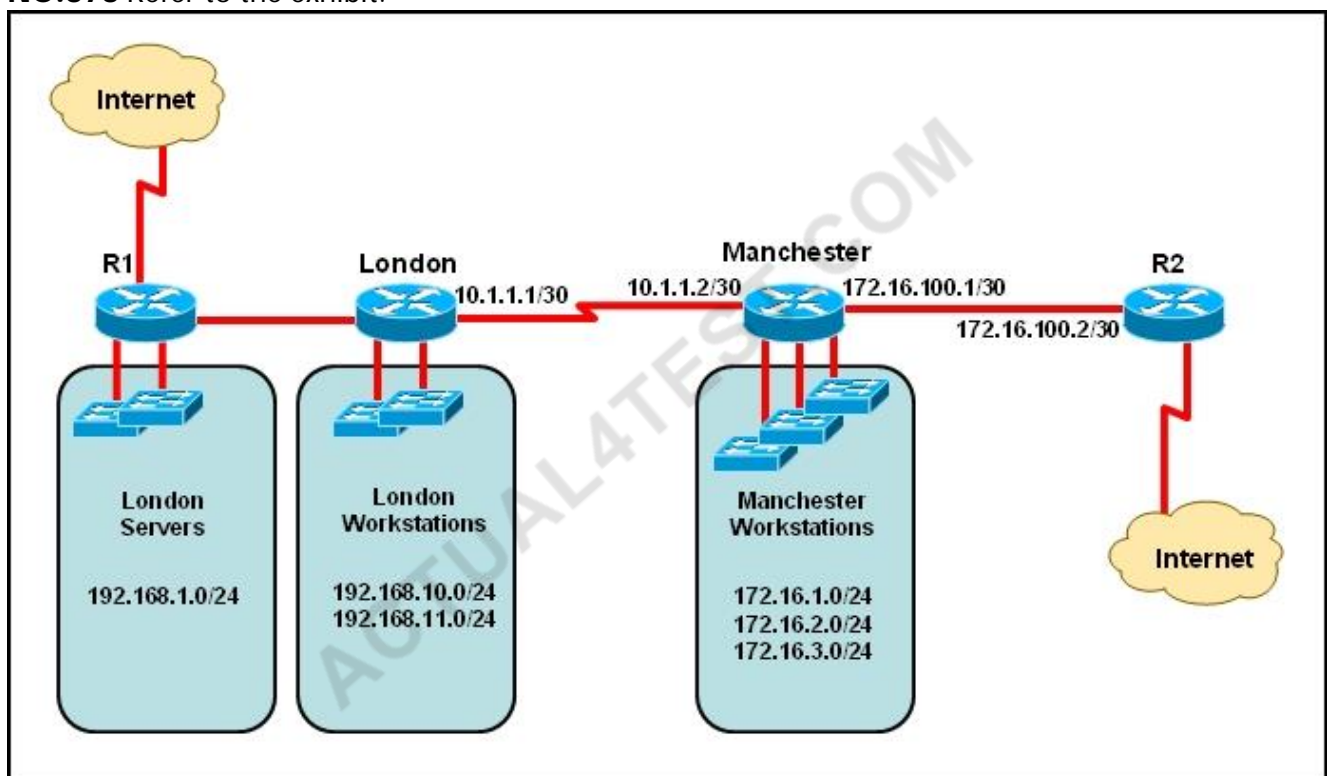 Refer to the exhibit.
Internet
R1
London
10.1.1.1/30
10.1.1.2/30
Manchester
172.16.100.1/30
172.16.100.2/30
R2
London
Servers
192.168.1.0/24
London
Workstations
192.168.10.0/24
192.168.11.0/24
Manchester
Workstations
172.16.1.0/24
172.16.2.0/24
172.16.3.0/24
Internet
ACTUAL4TEST.COM